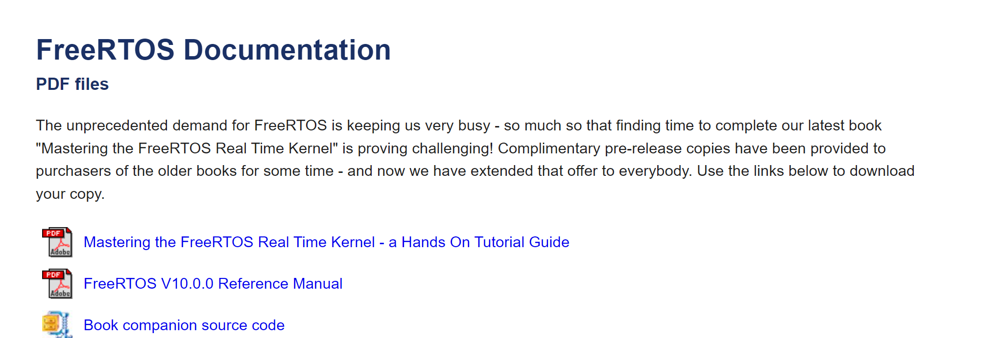 FreeRTOS Documentation
PDF files
The unprecedented demand for FreeRTOS is keeping us very busy - so much so that finding time to complete our latest book
"Mastering the FreeRTOS Real Time Kernel" is proving challenging! Complimentary pre-release copies have been provided to
purchasers of the older books for some time - and now we have extended that offer to everybody. Use the links below to download
your copy.
PDF
Adobe
Mastering the FreeRTOS Real Time Kernel - a Hands On Tutorial Guide
PDF
Adobe
FreeRTOS V10.0.0 Reference Manual
Book companion source code